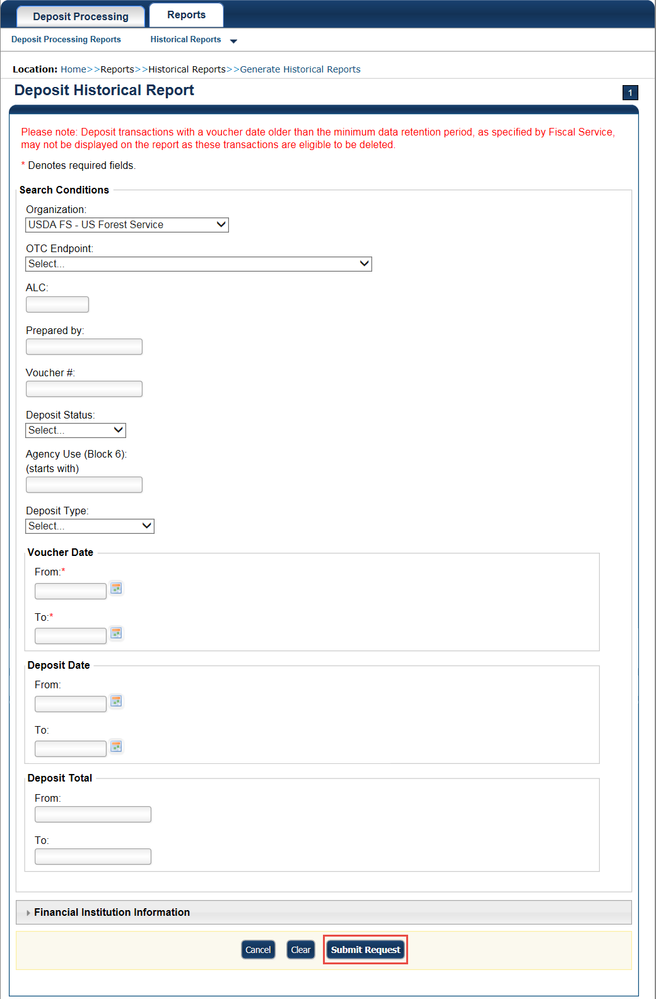 Deposit Processing
Reports
Deposit Processing Reports
Historical Reports
Location: Home>>Reports>>Historical Reports>>Generate Historical Reports
Deposit Historical Report
1
Please note: Deposit transactions with a voucher date older than the minimum data retention period, as specified by Fiscal Service,
may not be displayed on the report as these transactions are eligible to be deleted.
* Denotes required fields.
Search Conditions
Organization:
USDA FS - US Forest Service
OTC Endpoint:
Select...
ALC:
Prepared by:
Voucher #:
Deposit Status:
Select...
Agency Use (Block 6):
(starts with)
Deposit Type:
Select...
Voucher Date
From:*
To:*
Deposit Date
From:
To:
Deposit Total
From:
To:
Financial Institution Information
Cancel
Clear
Submit Request